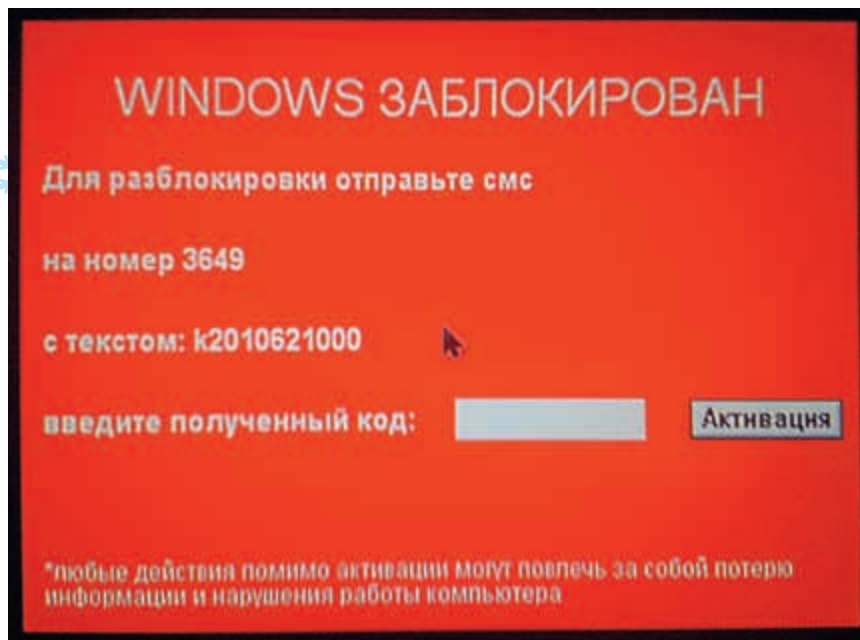 WINDOWS ЗАБЛОКИРОВАН
Для разблокировки отправьте смс
на номер 3649
с текстом: k2010621000
введите полученный код:
Активация
*любые действия помимо активации могут повлечь за собой потерю
информации и нарушения работы компьютера